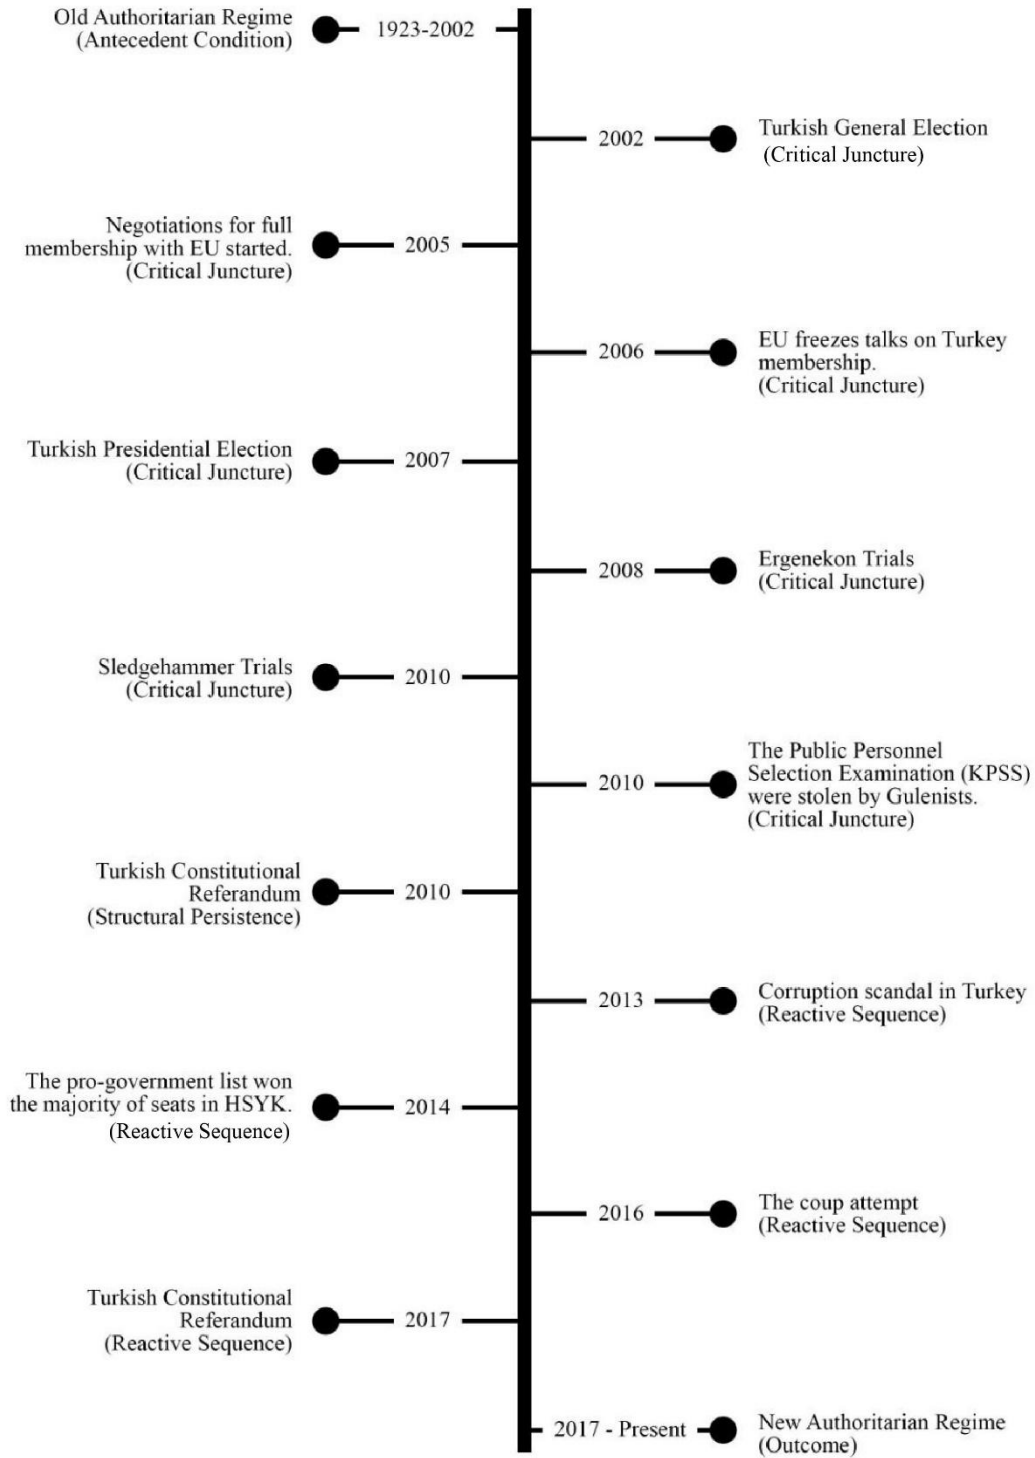 Old Authoritarian Regime
(Antecedent Condition)
1923-2002
2002
Turkish General Election
(Critical Juncture)
Negotiations for full
membership with EU started.
(Critical Juncture)
2005
2006
EU freezes talks on Turkey
membership.
(Critical Juncture)
Turkish Presidential Election
(Critical Juncture)
2007
2008
Ergenekon Trials
(Critical Juncture)
Sledgehammer Trials
(Critical Juncture)
2010
2010
The Public Personnel
Selection Examination (KPSS)
were stolen by Gulenists.
(Critical Juncture)
Turkish Constitutional
Referandum
(Structural Persistence)
2010
2013
Corruption scandal in Turkey
(Reactive Sequence)
The pro-government list won
the majority of seats in HSYK.
(Reactive Sequence)
2014
2016
The coup attempt
(Reactive Sequence)
Turkish Constitutional
Referandum
(Reactive Sequence)
2017
2017 - Present
New Authoritarian Regime
(Outcome)